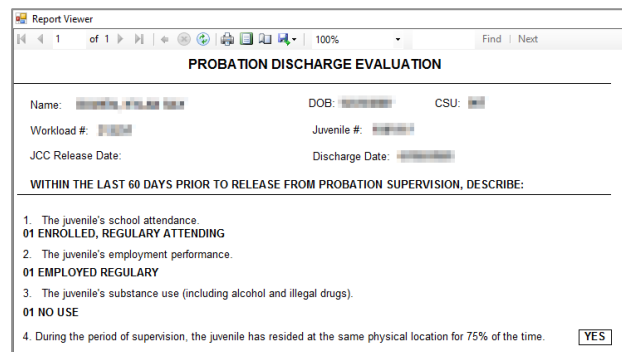 Report Viewer
1 of 1 100% Find | Next
PROBATION DISCHARGE EVALUATION
Name: DOB: CSU:
Workload #: Juvenile #:
JCC Release Date: Discharge Date:
WITHIN THE LAST 60 DAYS PRIOR TO RELEASE FROM PROBATION SUPERVISION, DESCRIBE:
1. The juvenile's school attendance.
01 ENROLLED, REGULARY ATTENDING
2. The juvenile's employment performance.
01 EMPLOYED REGULARY
3. The juvenile's substance use (including alcohol and illegal drugs).
01 NO USE
4. During the period of supervision, the juvenile has resided at the same physical location for 75% of the time. YES